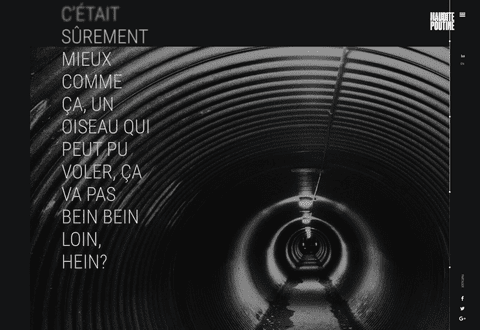 C'ÉTAIT
SÛREMENT
MIEUX
COMME
ÇA, UN
OISEAU QUI
PEUT PU
VOLER, ÇA
VA PAS
BEIN BEIN
LOIN,
HEIN?
MAUDITE
POUTINE